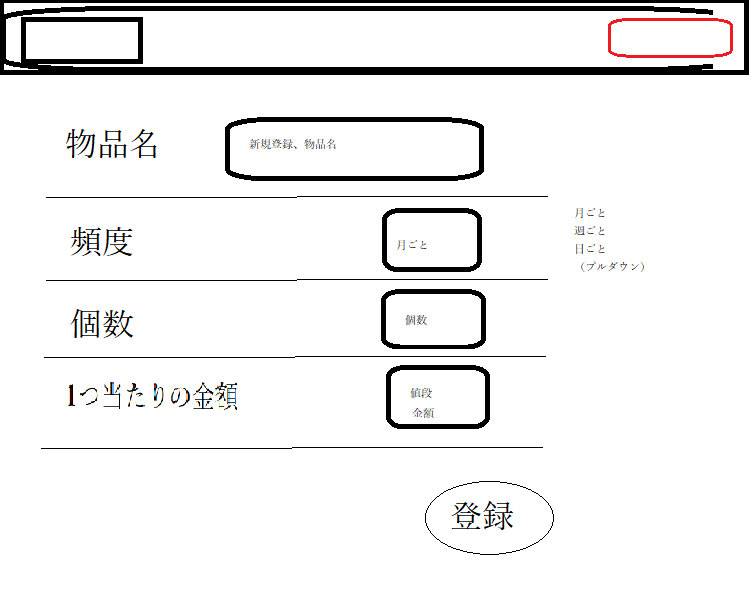 物品名
新規登録、物品名
頻度
月ごと
月ごと
週ごと
日ごと
（プルダウン）
個数
個数
1つ当たりの金額
値段
金額
登録